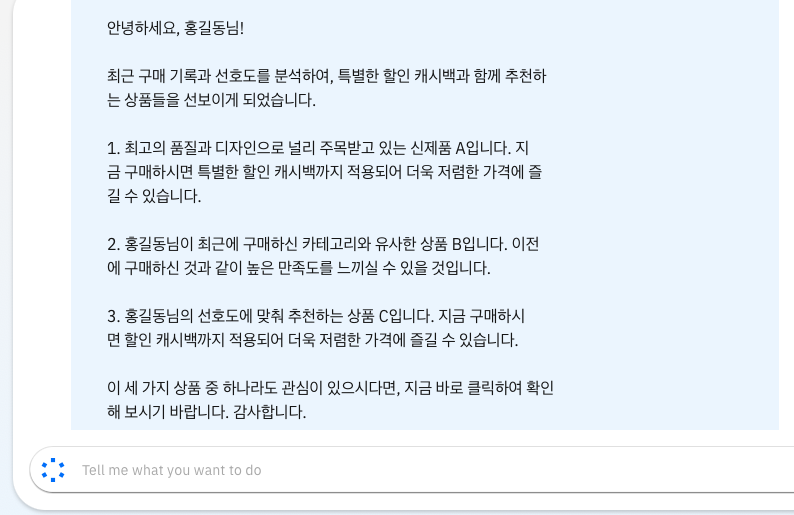 안녕하세요, 홍길동님!
최근 구매 기록과 선호도를 분석하여, 특별한 할인 캐시백과 함께 추천하
는 상품들을 선보이게 되었습니다.
1. 최고의 품질과 디자인으로 널리 주목받고 있는 신제품 A입니다. 지
금 구매하시면 특별한 할인 캐시백까지 적용되어 더욱 저렴한 가격에 즐
길 수 있습니다.
2. 홍길동님이 최근에 구매하신 카테고리와 유사한 상품 B입니다. 이전
에 구매하신 것과 같이 높은 만족도를 느끼실 수 있을 것입니다.
3. 홍길동님의 선호도에 맞춰 추천하는 상품 C입니다. 지금 구매하시
면 할인 캐시백까지 적용되어 더욱 저렴한 가격에 즐길 수 있습니다.
이 세 가지 상품 중 하나라도 관심이 있으시다면, 지금 바로 클릭하여 확인
해 보시기 바랍니다. 감사합니다.
Tell me what you want to do